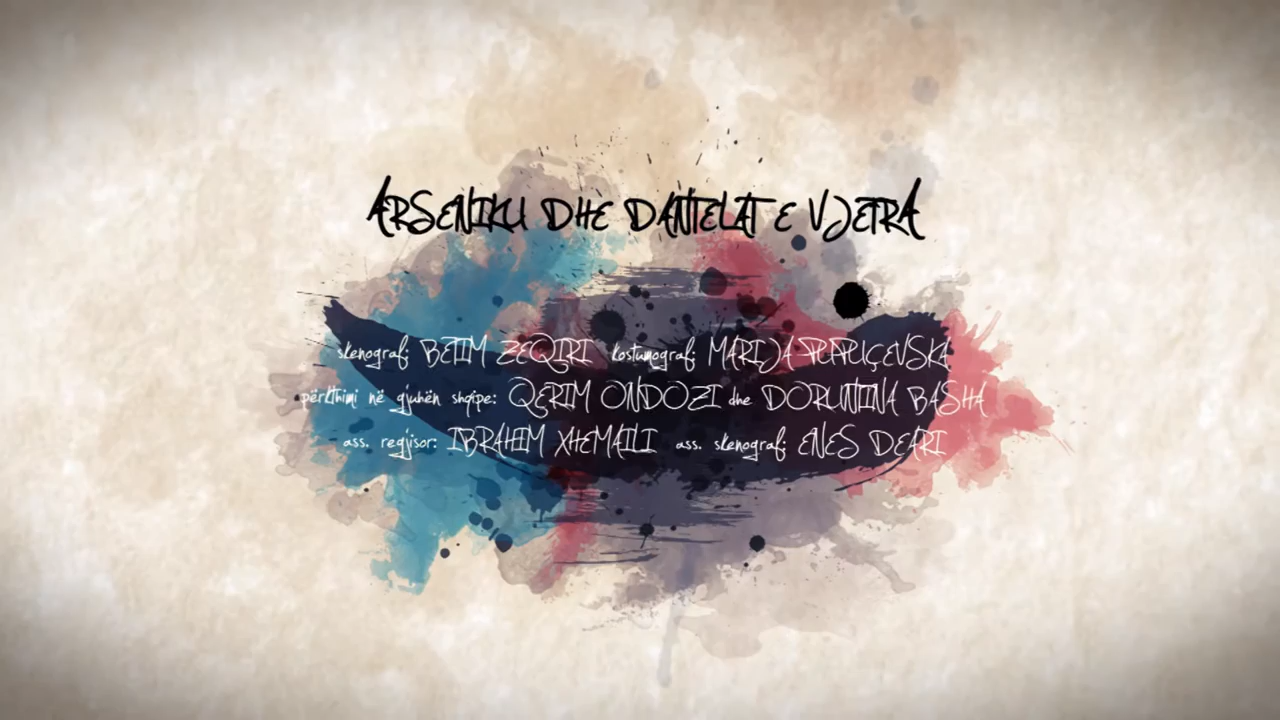 ARSENIKU DHE DANTELAT E VJETRA
skenograf: BETIM ZEQIRI kostumograf: MARIJA PUPUÇEVSKA
përkthimi në gjuhën shqipe: QERIM ONDOZI dhe DORUNTINA BASHA
ass. regjisor: IBRAHIM XHEMAILI ass. skenograf: ENES DEARI